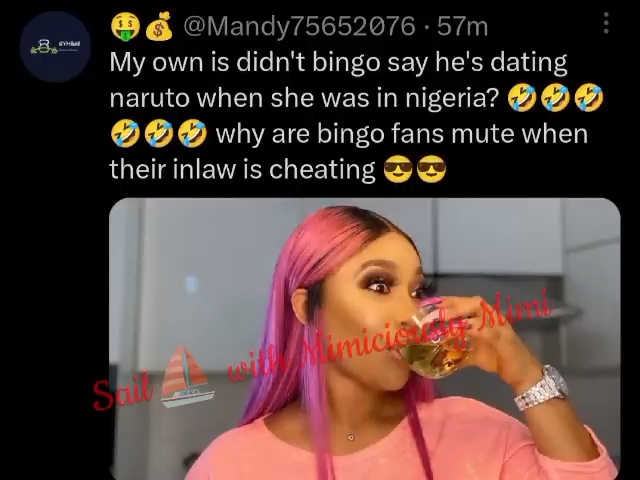 🤑💰 @Mandy75652076 · 57m
My own is didn't bingo say he's dating
naruto when she was in nigeria? 🤣🤣🤣
🤣🤣🤣 why are bingo fans mute when
their inlaw is cheating 😎😎
Sail ⛵ with Mimiciously Mimi